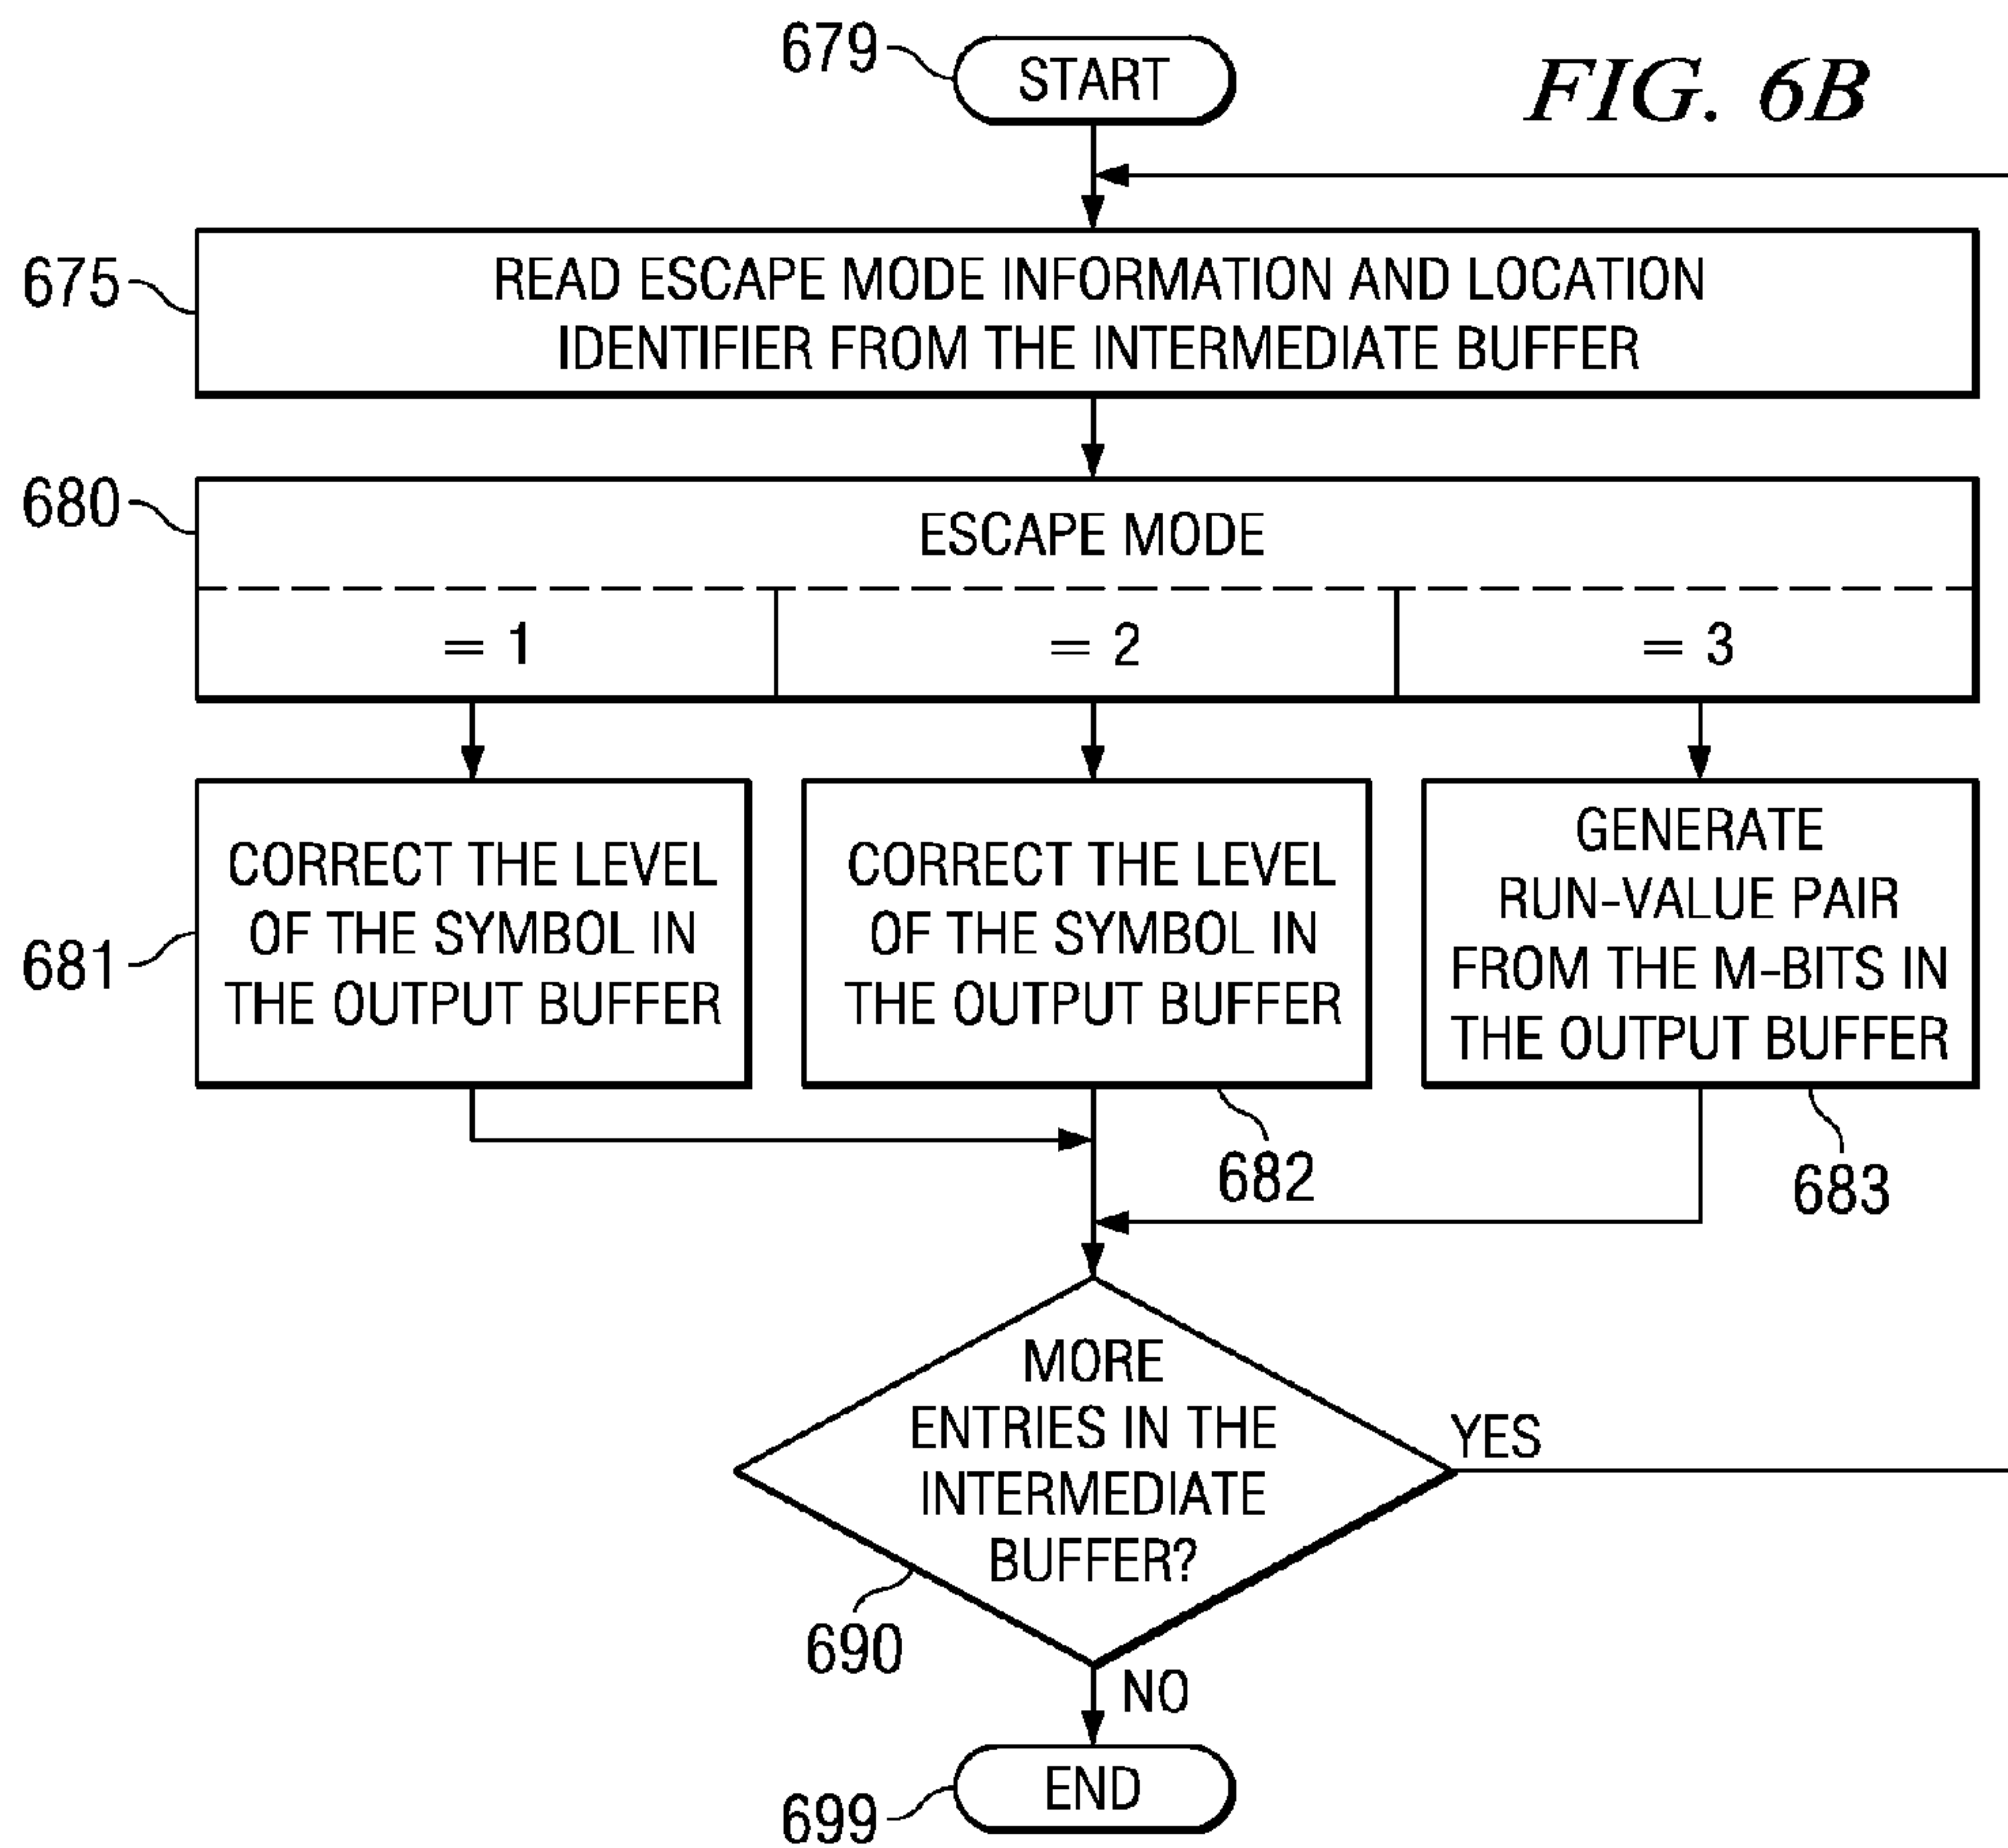 679
START
FIG. 6B
675
READ ESCAPE MODE INFORMATION AND LOCATION
IDENTIFIER FROM THE INTERMEDIATE BUFFER
680
ESCAPE MODE
= 1
= 2
= 3
681
CORRECT THE LEVEL
OF THE SYMBOL IN
THE OUTPUT BUFFER
CORRECT THE LEVEL
OF THE SYMBOL IN
THE OUTPUT BUFFER
682
GENERATE
RUN-VALUE PAIR
FROM THE M-BITS IN
THE OUTPUT BUFFER
683
MORE
ENTRIES IN THE
INTERMEDIATE
BUFFER?
YES
690
NO
END
699